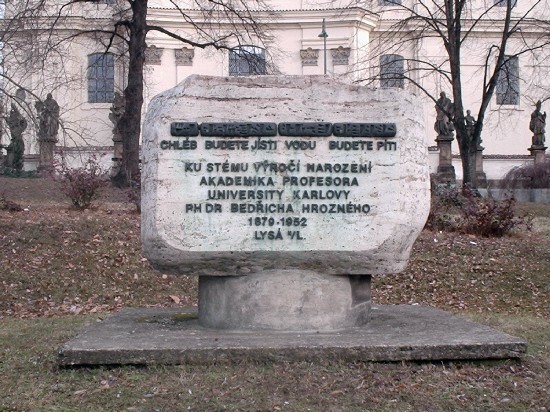 CHLÉB BUDETE JÍSTI VODU BUDETE PÍTI
KU STÉMU VÝROČÍ NAROZENÍ
AKADEMIKA PROFESORA
UNIVERSITY KARLOVY
PH DR BEDŘICHA HROZNÉHO
1879-1952
LYSÁ N/L.